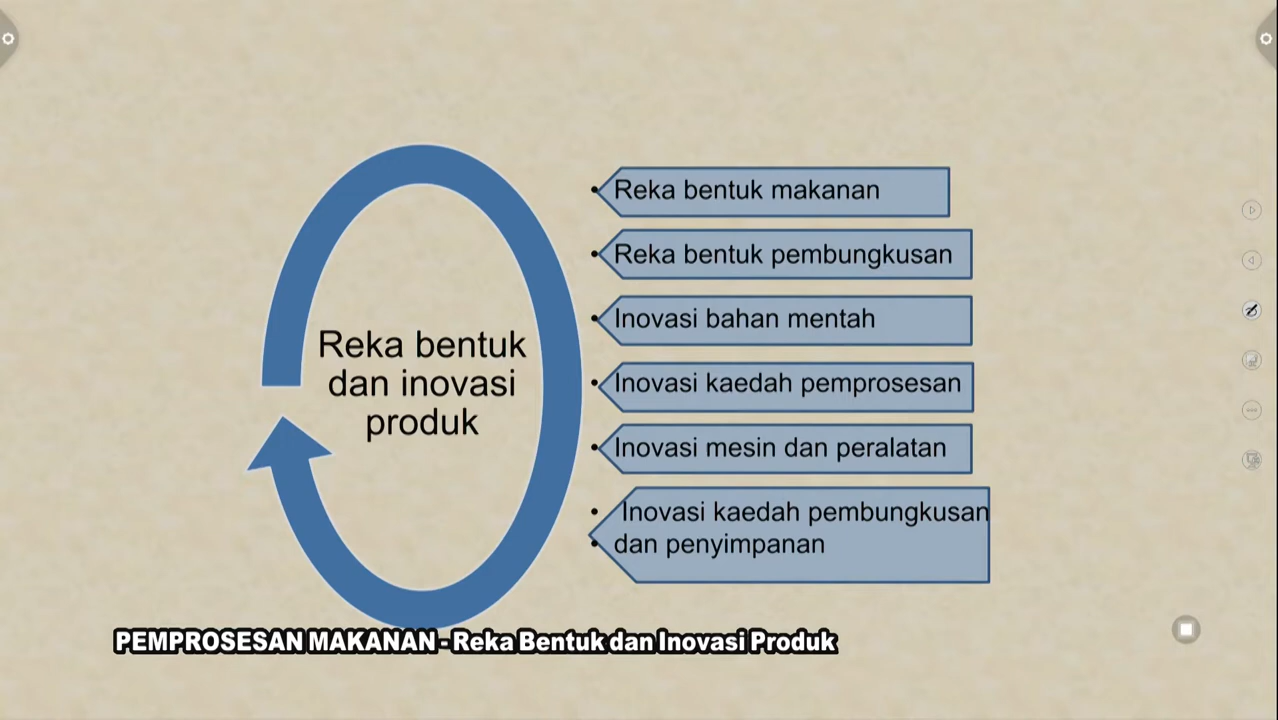 Reka bentuk
dan inovasi
produk
• Reka bentuk makanan
• Reka bentuk pembungkusan
• Inovasi bahan mentah
• Inovasi kaedah pemprosesan
• Inovasi mesin dan peralatan
• Inovasi kaedah pembungkusan
• dan penyimpanan
PEMPROSESAN MAKANAN - Reka Bentuk dan Inovasi Produk